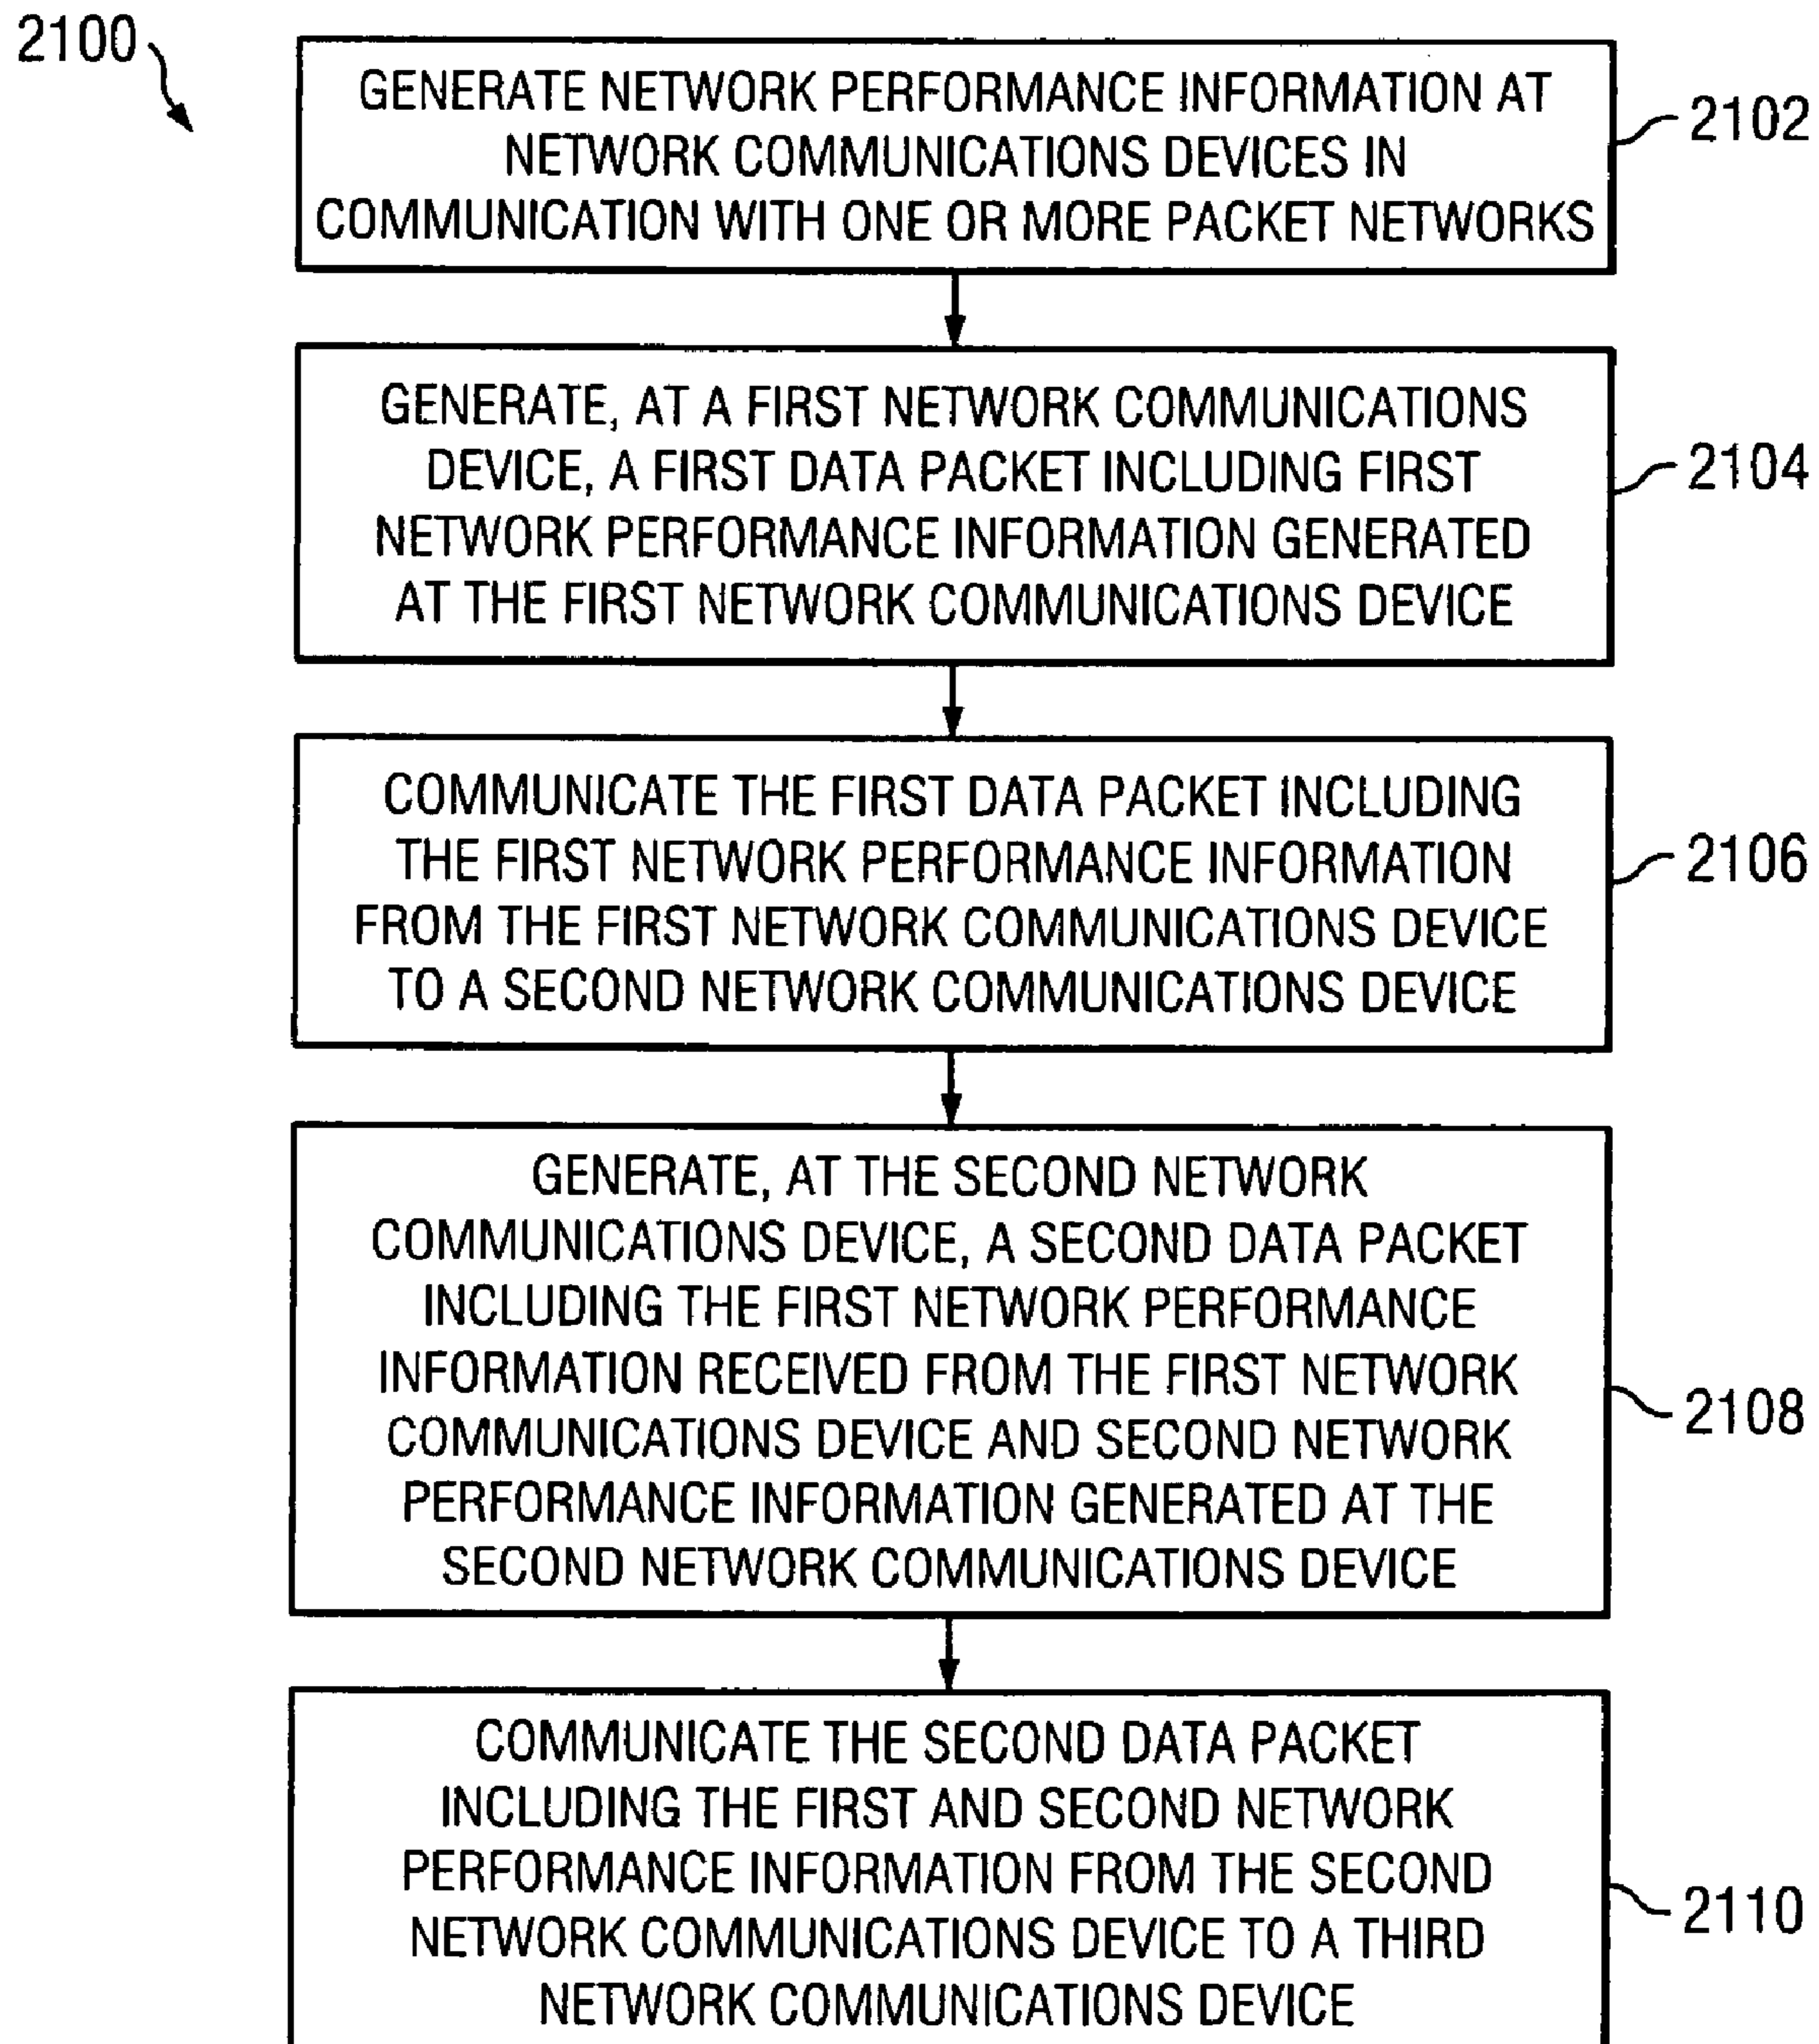 2100
GENERATE NETWORK PERFORMANCE INFORMATION AT
NETWORK COMMUNICATIONS DEVICES IN
COMMUNICATION WITH ONE OR MORE PACKET NETWORKS
2102
GENERATE, AT A FIRST NETWORK COMMUNICATIONS
DEVICE, A FIRST DATA PACKET INCLUDING FIRST
NETWORK PERFORMANCE INFORMATION GENERATED
AT THE FIRST NETWORK COMMUNICATIONS DEVICE
2104
COMMUNICATE THE FIRST DATA PACKET INCLUDING
THE FIRST NETWORK PERFORMANCE INFORMATION
FROM THE FIRST NETWORK COMMUNICATIONS DEVICE
TO A SECOND NETWORK COMMUNICATIONS DEVICE
2106
GENERATE, AT THE SECOND NETWORK
COMMUNICATIONS DEVICE, A SECOND DATA PACKET
INCLUDING THE FIRST NETWORK PERFORMANCE
INFORMATION RECEIVED FROM THE FIRST NETWORK
COMMUNICATIONS DEVICE AND SECOND NETWORK
PERFORMANCE INFORMATION GENERATED AT THE
SECOND NETWORK COMMUNICATIONS DEVICE
2108
COMMUNICATE THE SECOND DATA PACKET
INCLUDING THE FIRST AND SECOND NETWORK
PERFORMANCE INFORMATION FROM THE SECOND
NETWORK COMMUNICATIONS DEVICE TO A THIRD
NETWORK COMMUNICATIONS DEVICE
2110